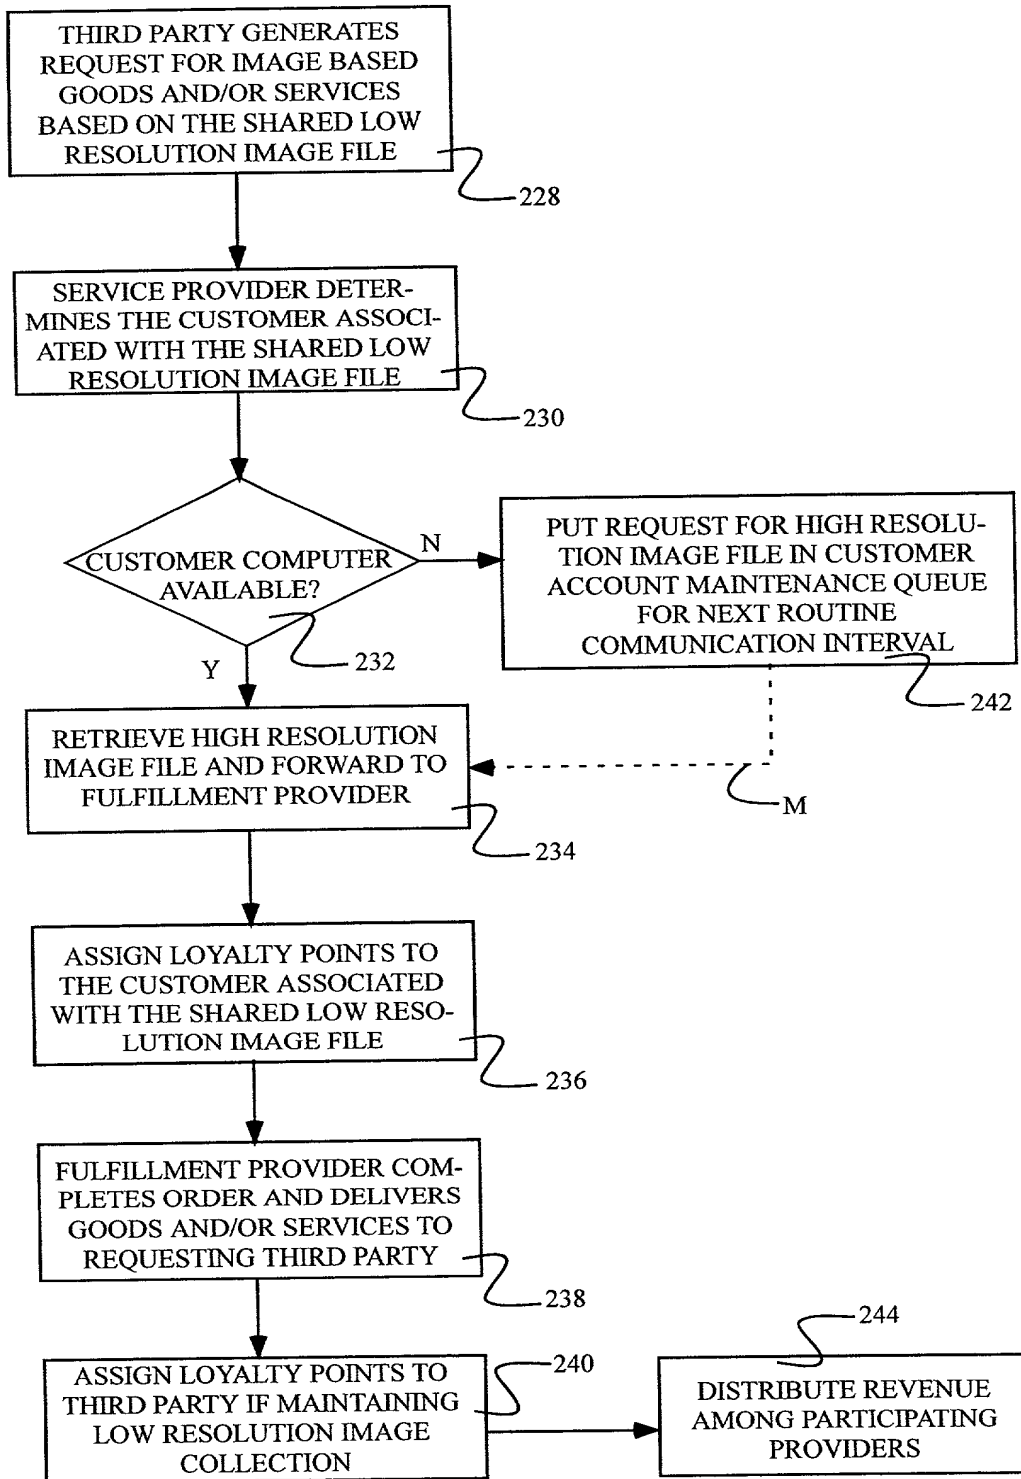 THIRD PARTY GENERATES
REQUEST FOR IMAGE BASED
GOODS AND/OR SERVICES
BASED ON THE SHARED LOW
RESOLUTION IMAGE FILE
228
SERVICE PROVIDER DETER-
MINES THE CUSTOMER ASSOCI-
ATED WITH THE SHARED LOW
RESOLUTION IMAGE FILE
230
CUSTOMER COMPUTER
AVAILABLE?
N
232
Y
PUT REQUEST FOR HIGH RESOLU-
TION IMAGE FILE IN CUSTOMER
ACCOUNT MAINTENANCE QUEUE
FOR NEXT ROUTINE
COMMUNICATION INTERVAL
242
RETRIEVE HIGH RESOLUTION
IMAGE FILE AND FORWARD TO
FULFILLMENT PROVIDER
M
234
ASSIGN LOYALTY POINTS TO
THE CUSTOMER ASSOCIATED
WITH THE SHARED LOW RESO-
LUTION IMAGE FILE
236
FULFILLMENT PROVIDER COM-
PLETES ORDER AND DELIVERS
GOODS AND/OR SERVICES TO
REQUESTING THIRD PARTY
238
ASSIGN LOYALTY POINTS TO
THIRD PARTY IF MAINTAINING
LOW RESOLUTION IMAGE
COLLECTION
240
244
DISTRIBUTE REVENUE
AMONG PARTICIPATING
PROVIDERS